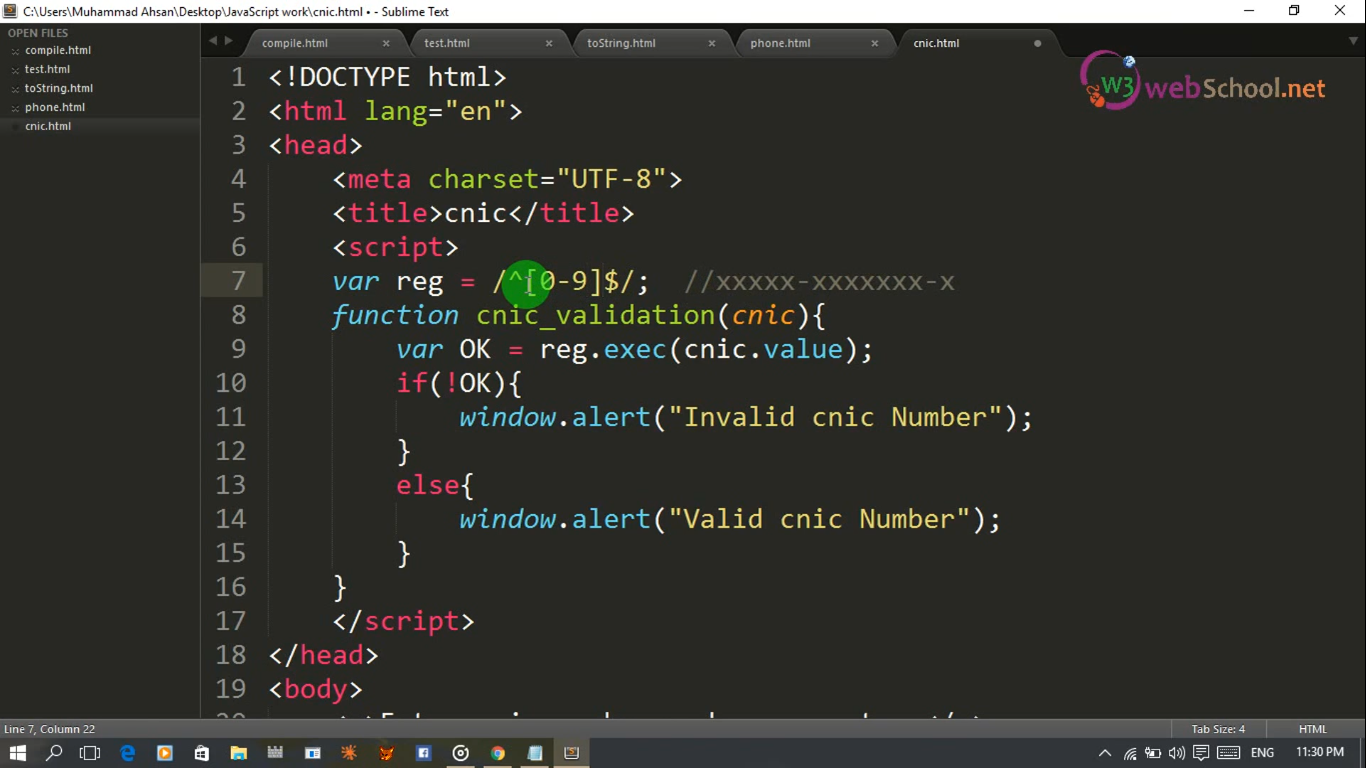 C:\Users\Muhammad Ahsan\Desktop\JavaScript work\cnic.html • - Sublime Text
OPEN FILES
compile.html
test.html
toString.html
phone.html
cnic.html
compile.html × test.html × toString.html × phone.html × cnic.html
W3 webSchool.net
1 <!DOCTYPE html>
2 <html lang="en">
3 <head>
4 <meta charset="UTF-8">
5 <title>cnic</title>
6 <script>
7 var reg = /^[0-9]$/; //xxxxx-xxxxxxx-x
8 function cnic_validation(cnic){
9 var OK = reg.exec(cnic.value);
10 if(!OK){
11 window.alert("Invalid cnic Number");
12 }
13 else{
14 window.alert("Valid cnic Number");
15 }
16 }
17 </script>
18 </head>
19 <body>
Line 7, Column 22 Tab Size: 4 HTML
ENG 11:30 PM